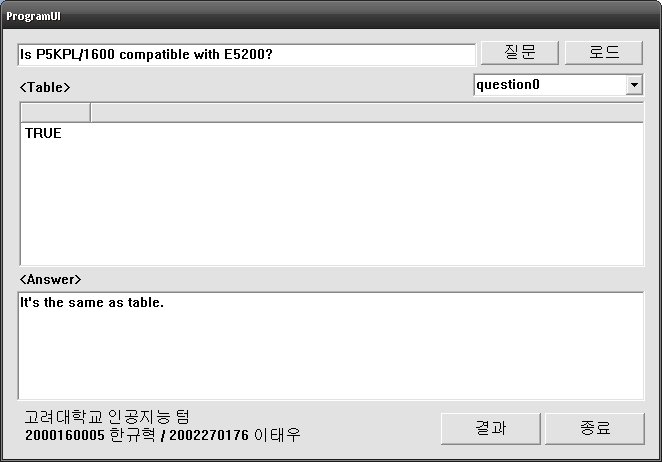 ProgramUI
Is P5KPL/1600 compatible with E5200?
질문
로드
<Table>
question0
TRUE
<Answer>
It's the same as table.
고려대학교 인공지능 텀
2000160005 한규혁 / 2002270176 이태우
결과
종료